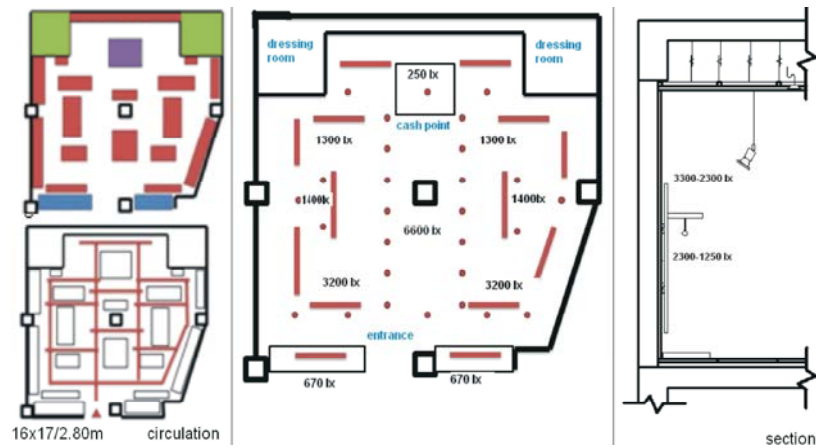 16x17/2.80m
circulation
dressing
room
dressing
room
250 lx
cash point
1300 lx
1300 lx
1400lx
1400lx
6600 lx
3200 lx
3200 lx
entrance
670 lx
670 lx
3300-2300 lx
2300-1250 lx
section